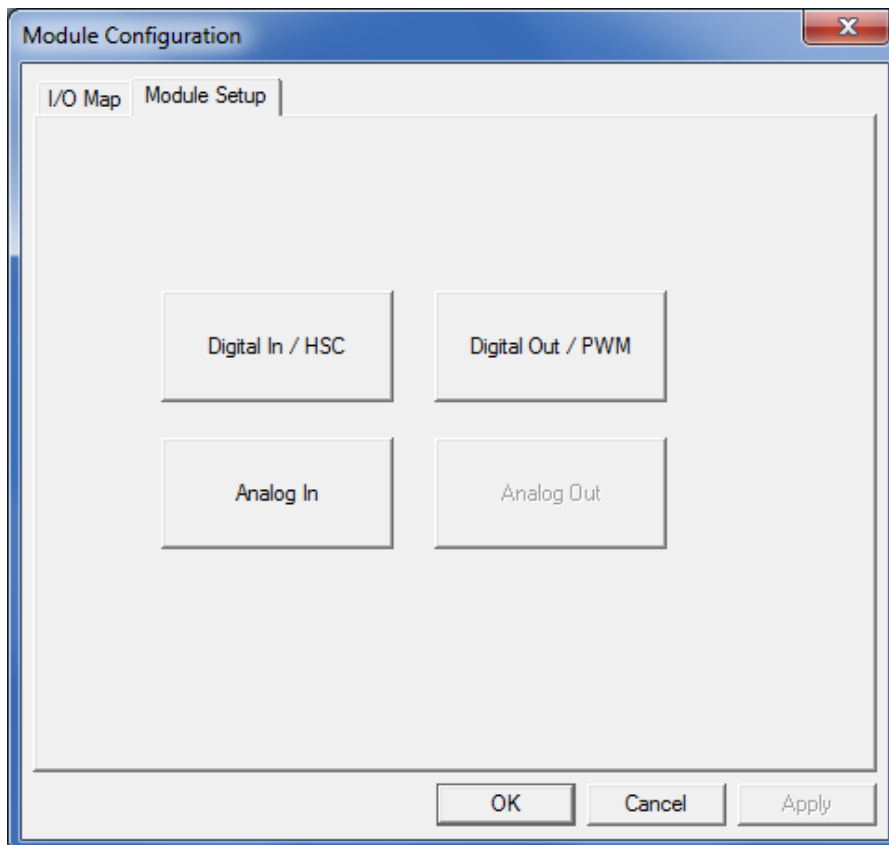 Module Configuration
I/O Map Module Setup
Digital In / HSC Digital Out / PWM
Analog In Analog Out
OK Cancel Apply